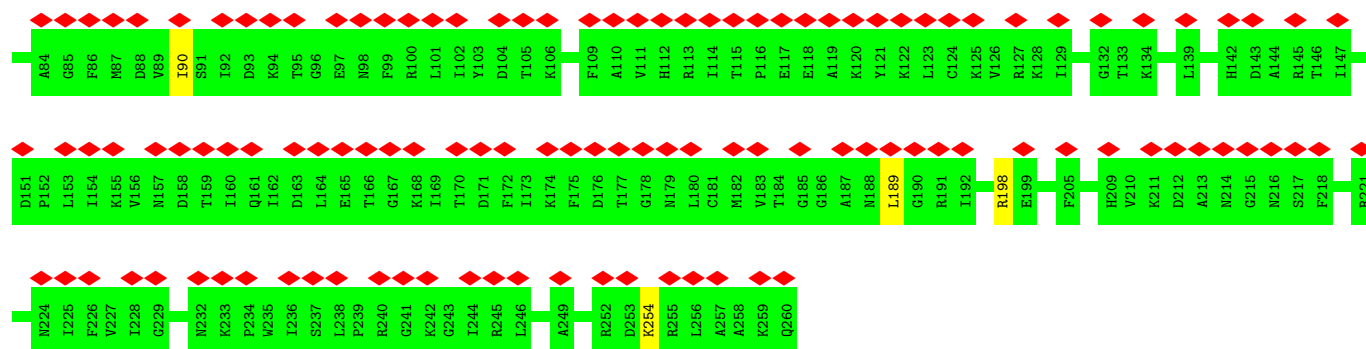 A84 G85 F86 M87 D88 V89 I90 S91 I92 D93 K94 T95 G96 E97 N98 F99 R100 L101 I102 Y103 D104 T105 K106 F109 A110 V111 H112 R113 I114 T115 P116 E117 E118 A119 K120 Y121 K122 L123 C124 K125 V126 R127 K128 I129 G132 T133 K134 L139 H142 D143 A144 R145 T146 I147
D151 P152 L153 I154 K155 V156 N157 D158 T159 I160 Q161 I162 D163 L164 E165 T166 G167 K168 I169 T170 D171 F172 I173 K174 F175 D176 T177 G178 N179 L180 C181 M182 V183 T184 G185 G186 A187 N188 L189 G190 R191 I192 R198 E199 F205 H209 V210 K211 D212 A213 N214 G215 N216 S217 F218 R221
N224 I225 F226 V227 I228 G229 N232 K233 P234 W235 I236 S237 L238 P239 R240 G241 K242 G243 I244 R245 L246 A249 R252 D253 K254 R255 L256 A257 A258 K259 Q260